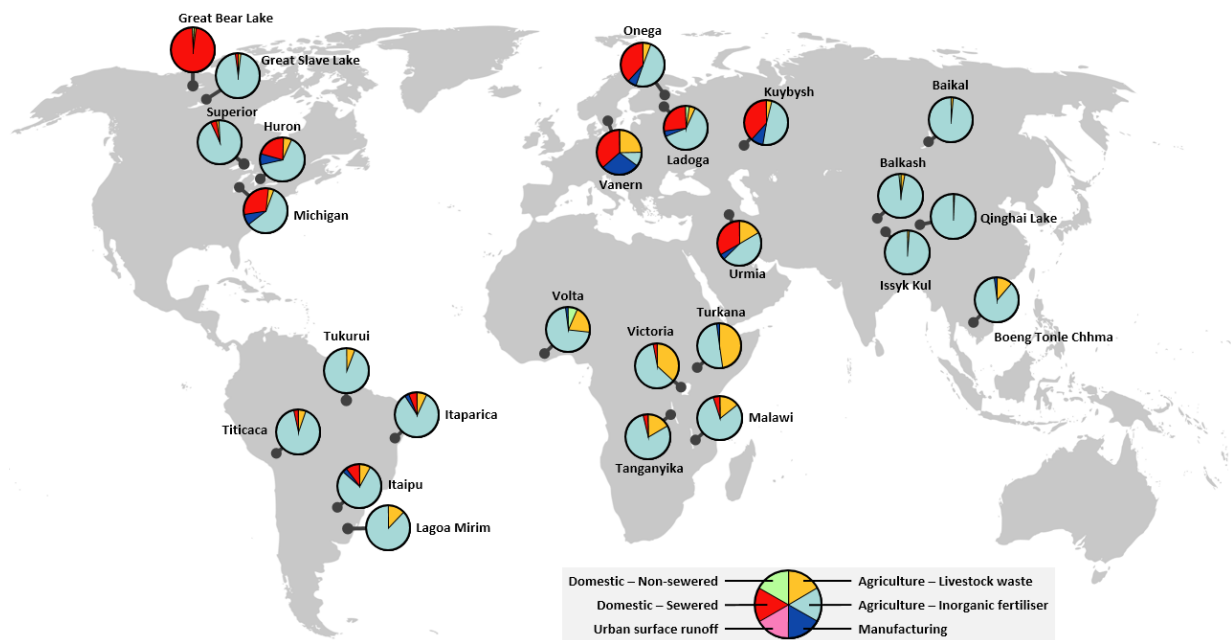 Great Bear Lake
Great Slave Lake
Superior
Huron
Michigan
Onega
Kuybysh
Baikal
Ladoga
Vanern
Balkash
Qinghai Lake
Urmia
Issyk Kul
Volta
Victoria
Turkana
Boeng Tonle Chhma
Tukurui
Itaparica
Titicaca
Malawi
Tanganyika
Itaipu
Lagoa Mirim
Domestic – Non-sewered
Agriculture – Livestock waste
Domestic – Sewered
Agriculture – Inorganic fertiliser
Urban surface runoff
Manufacturing